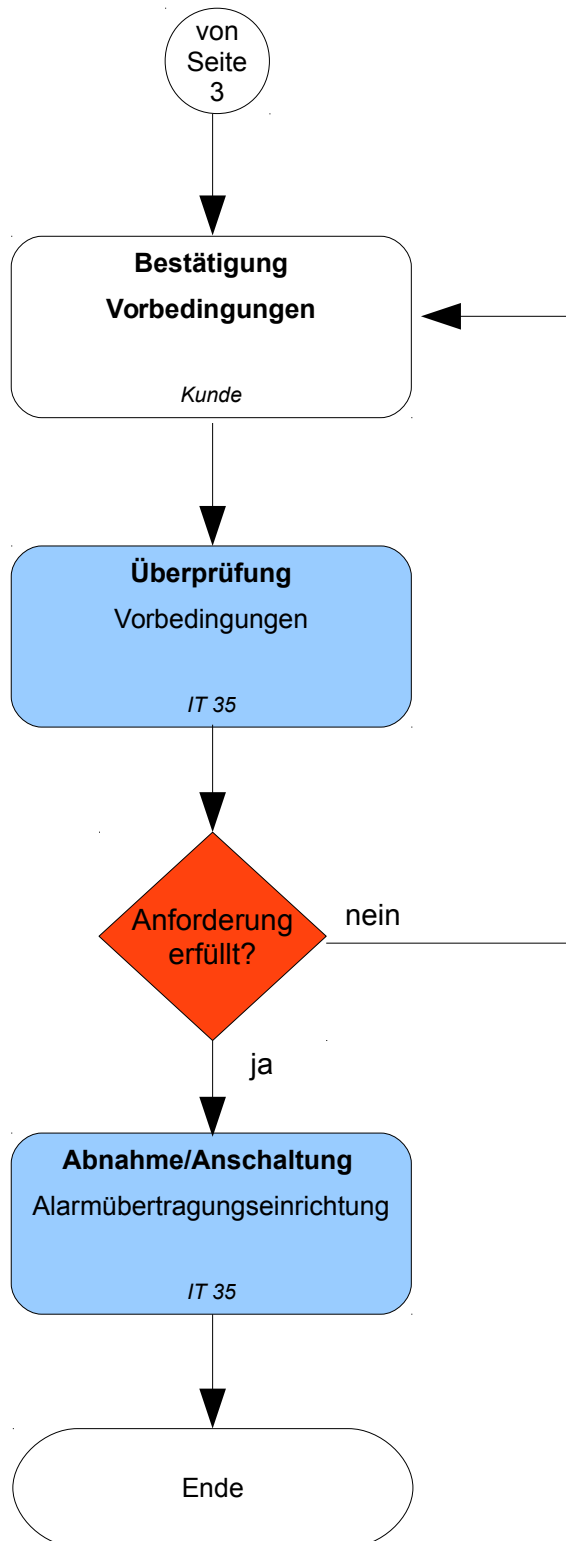 von
Seite
3
Bestätigung
Vorbedingungen
Kunde
Überprüfung
Vorbedingungen
IT 35
Anforderung
erfüllt?
nein
ja
Abnahme/Anschaltung
Alarmübertragungseinrichtung
IT 35
Ende